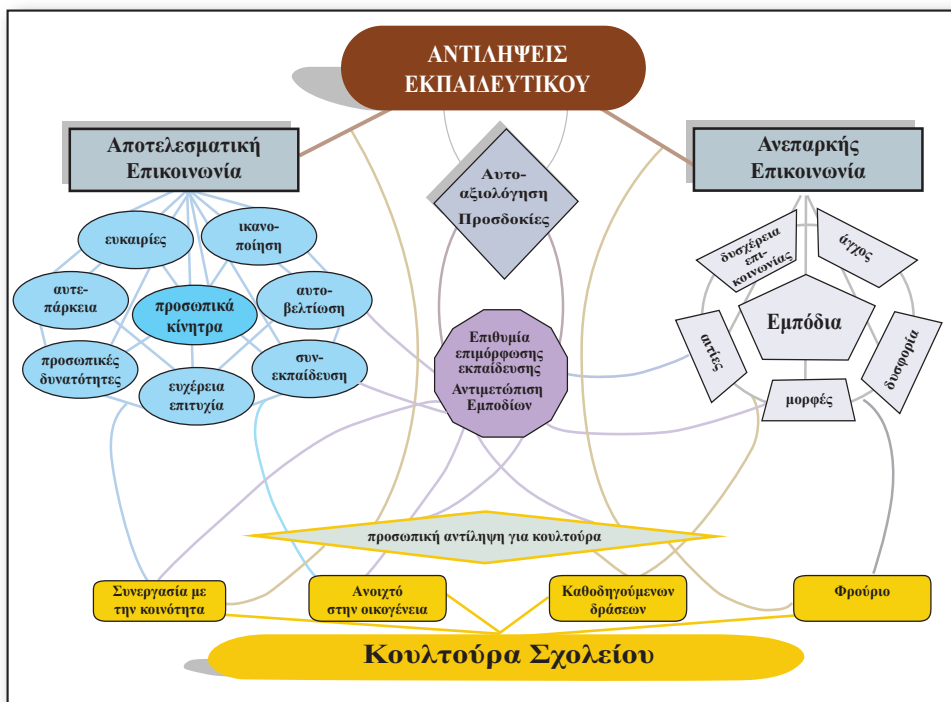 ΑΝΤΙΛΗΨΕΙΣ
ΕΚΠΑΙΔΕΥΤΙΚΟΥ
Αποτελεσματική
Επικοινωνία
Αυτο-
αξιολόγηση
Προσδοκίες
Ανεπαρκής
Επικοινωνία
ευκαιρίες
ικανο-
ποίηση
αυτε-
πάρκεια
προσωπικά
κίνητρα
αυτο-
βελτίωση
προσωπικές
δυνατότητες
ευχέρεια
επιτυχία
συν-
εκπαίδευση
Επιθυμία
επιμόρφωσης
εκπαίδευσης
Αντιμετώπιση
Εμποδίων
δυσχέρεια
επι-
κοινωνίας
άγχος
Εμπόδια
αιτίες
δυσφορία
μορφές
προσωπική αντίληψη για κουλτούρα
Συνεργασία με
την κοινότητα
Ανοιχτό
στην οικογένεια
Καθοδηγούμενων
δράσεων
Φρούριο
Κουλτούρα Σχολείου